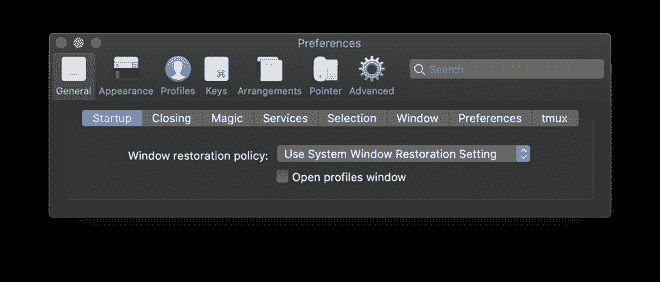 Preferences
General Appearance Profiles Keys Arrangements Pointer Advanced
Search
Startup Closing Magic Services Selection Window Preferences tmux
Window restoration policy: Use System Window Restoration Setting
Open profiles window